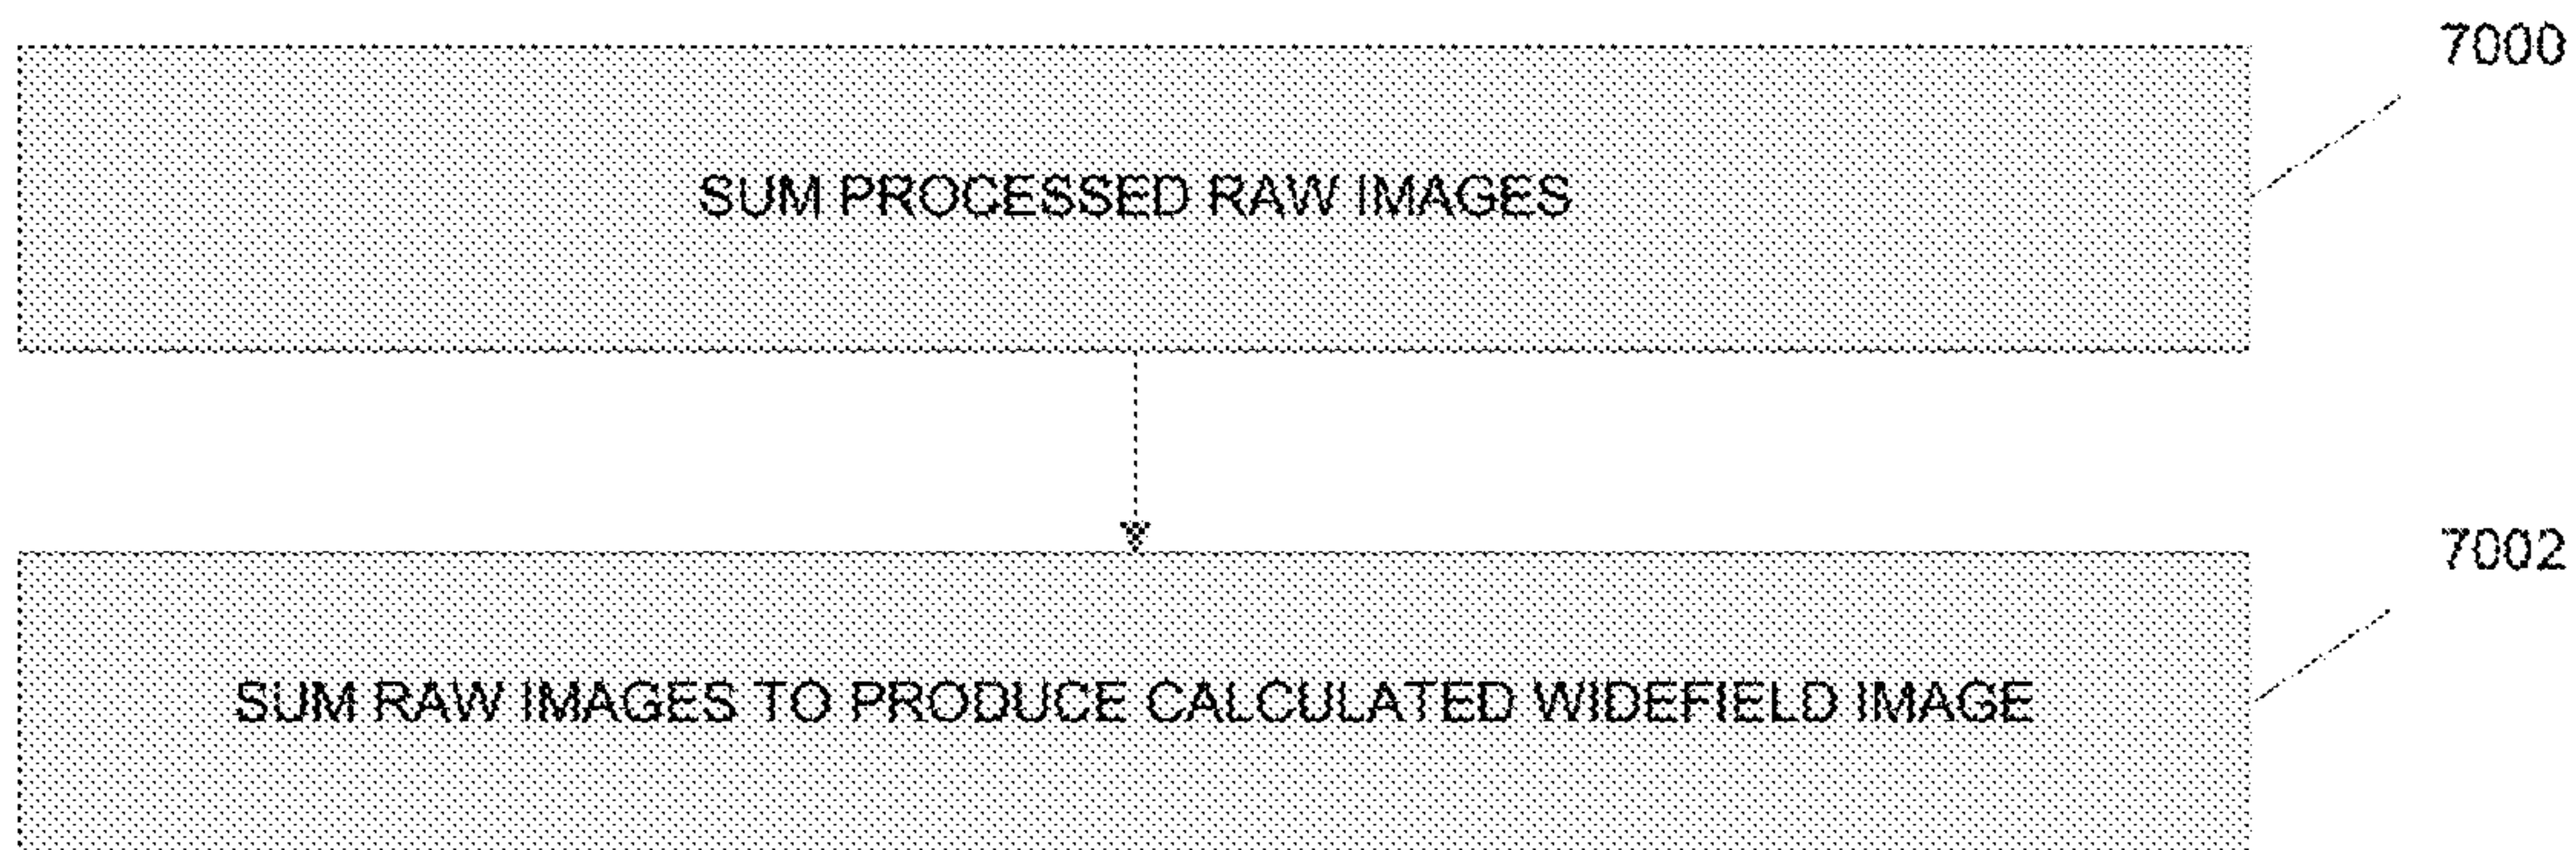 7000
SUM PROCESSED RAW IMAGES
7002
SUM RAW IMAGES TO PRODUCE CALCULATED WIDEFIELD IMAGE